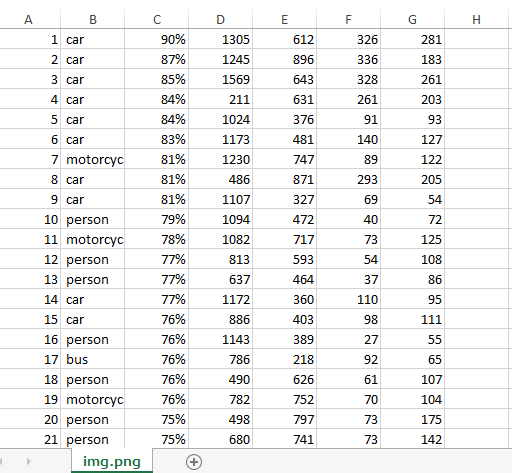 A B C D E F G H
1 car 90% 1305 612 326 281
2 car 87% 1245 896 336 183
3 car 85% 1569 643 328 261
4 car 84% 211 631 261 203
5 car 84% 1024 376 91 93
6 car 83% 1173 481 140 127
7 motorcyc 81% 1230 747 89 122
8 car 81% 486 871 293 205
9 car 81% 1107 327 69 54
10 person 79% 1094 472 40 72
11 motorcyc 78% 1082 717 73 125
12 person 77% 813 593 54 108
13 person 77% 637 464 37 86
14 car 77% 1172 360 110 95
15 car 76% 886 403 98 111
16 person 76% 1143 389 27 55
17 bus 76% 786 218 92 65
18 person 76% 490 626 61 107
19 motorcyc 76% 782 752 70 104
20 person 75% 498 797 73 175
21 person 75% 680 741 73 142
img.png